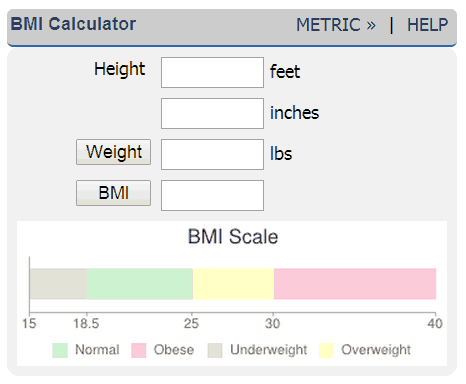 BMI Calculator METRIC » | HELP
Height feet
inches
Weight lbs
BMI
BMI Scale
15 18.5 25 30 40
Normal Obese Underweight Overweight